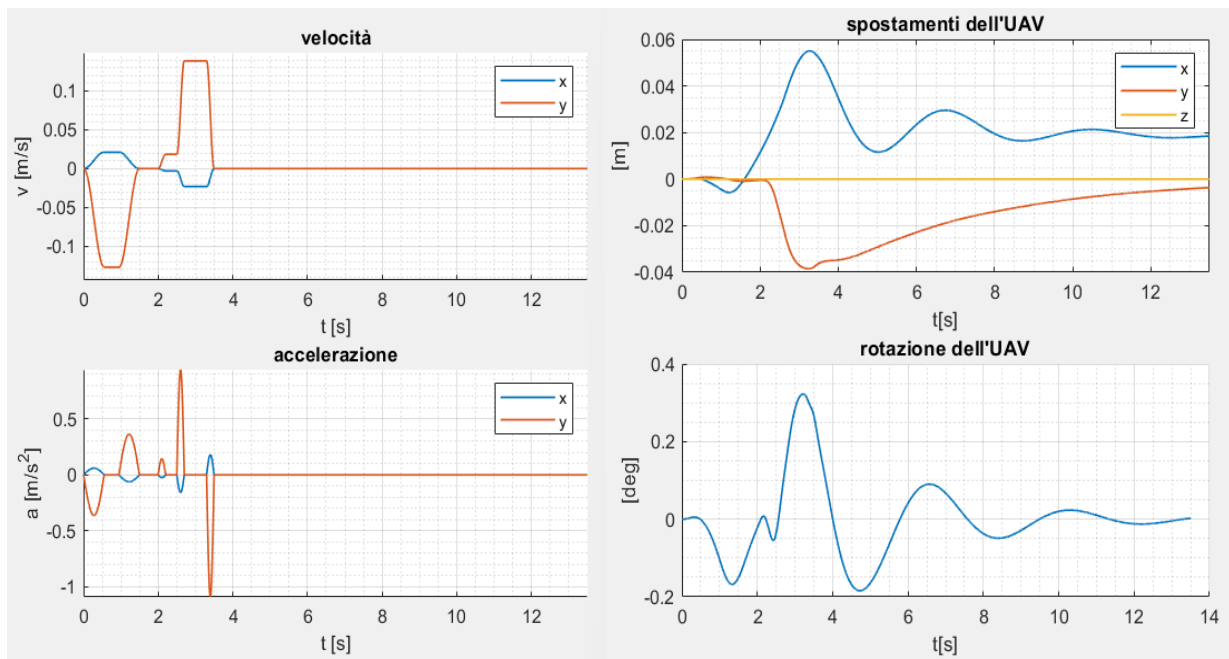 velocità
x
y
0.1
0.05
0
-0.05
-0.1
v [m/s]
0 2 4 6 8 10 12
t [s]
spostamenti dell'UAV
x
y
z
0.06
0.04
0.02
0
-0.02
-0.04
[m]
0 2 4 6 8 10 12
t[s]
accelerazione
x
y
0.5
0
-0.5
-1
a [m/s²]
0 2 4 6 8 10 12
t [s]
rotazione dell'UAV
0.4
0.2
0
-0.2
[deg]
0 2 4 6 8 10 12 14
t[s]